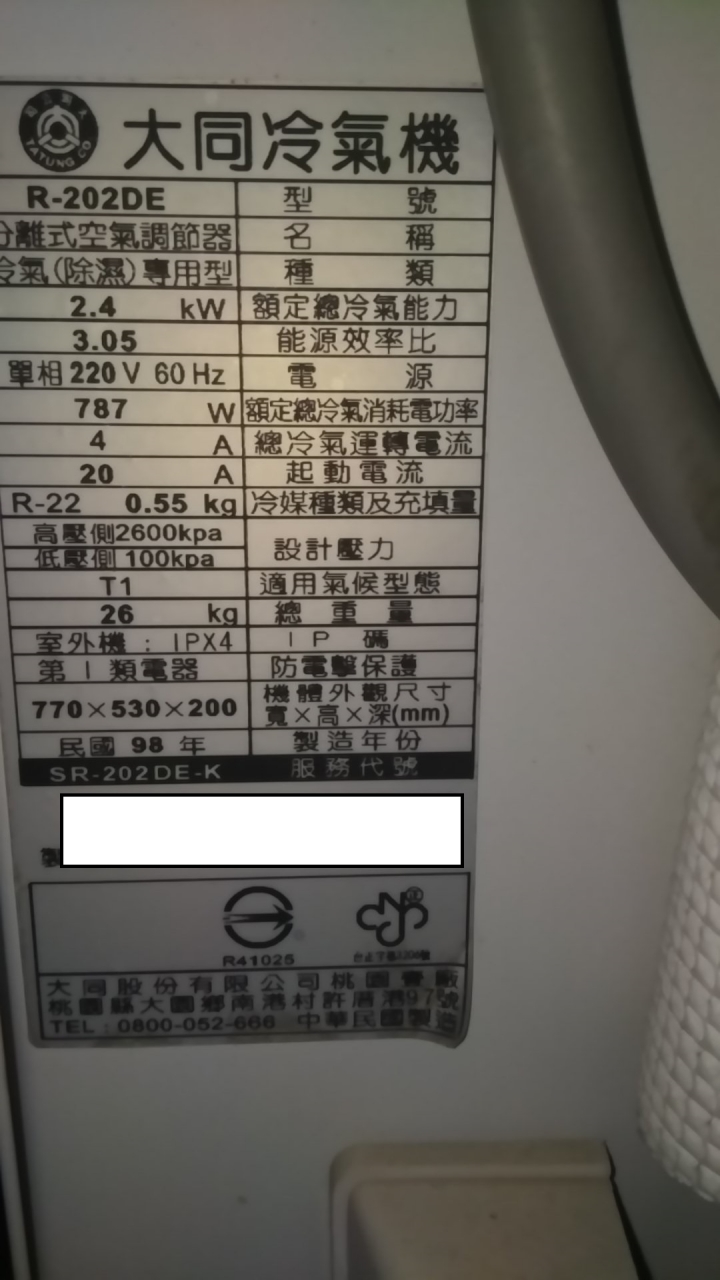 TATUNG CO
大同冷氣機
R-202DE 型號
分離式空氣調節器 名稱
冷氣(除濕)專用型 種類
2.4 kW 額定總冷氣能力
3.05 能源效率比
單相220V 60Hz 電源
787 W 額定總冷氣消耗電功率
4 A 總冷氣運轉電流
20 A 起動電流
R-22 0.55 kg 冷媒種類及充填量
高壓側2600kpa
低壓側 100kpa
設計壓力
T1 適用氣候型態
26 kg 總重量
室外機：IPX4 IP碼
第I類電器 防電擊保護
770×530×200
機體外觀尺寸
寬×高×深(mm)
民國 98 年 製造年份
SR-202DE-K 服務代號
製
R41025
大同股份有限公司桃園壹廠
桃園縣大園鄉南港村許厝港97號
TEL：0800-052-666 中華民國製造